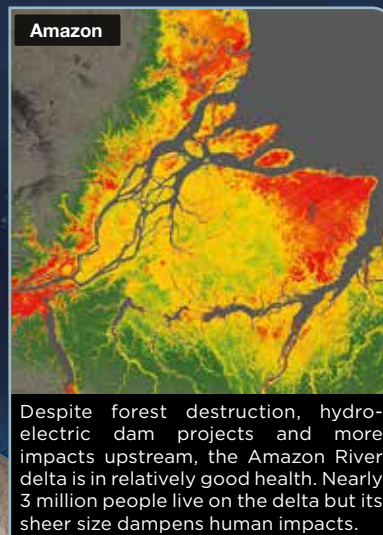 Amazon
Despite forest destruction, hydro-
electric dam projects and more
impacts upstream, the Amazon River
delta is in relatively good health. Nearly
3 million people live on the delta but its
sheer size dampens human impacts.